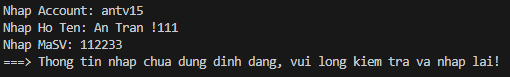 Nhap Account: antv15
Nhap Ho Ten: An Tran !111
Nhap MaSV: 112233
===> Thong tin nhap chua dung dinh dang, vui long kiem tra va nhap lai!